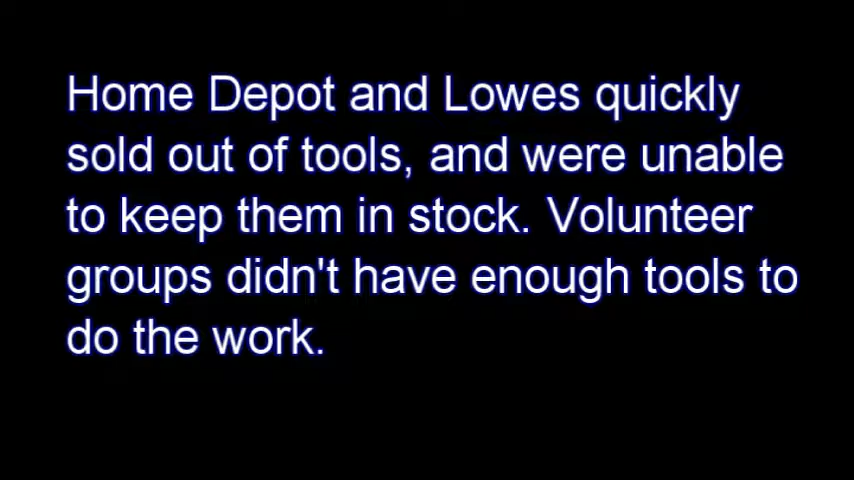 Home Depot and Lowes quickly
sold out of tools, and were unable
to keep them in stock. Volunteer
groups didn't have enough tools to
do the work.